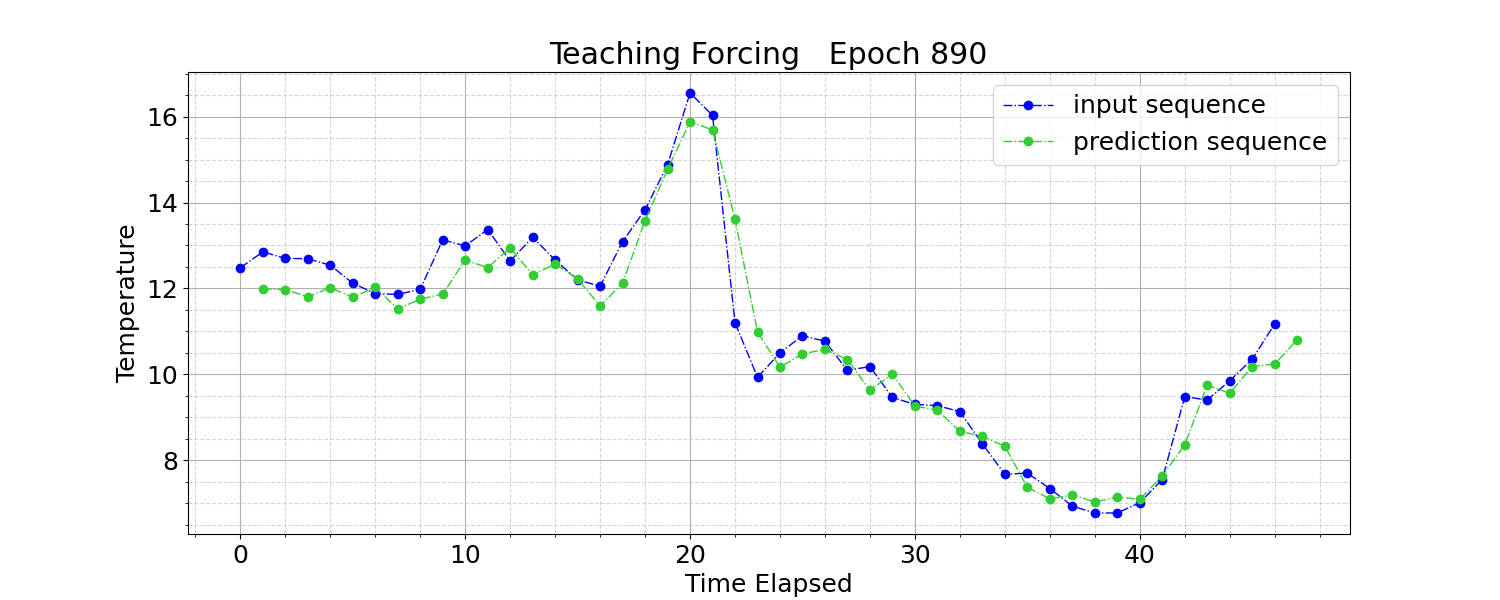 Teaching Forcing   Epoch 890
input sequence
prediction sequence
Temperature
16
14
12
10
8
0 10 20 30 40
Time Elapsed